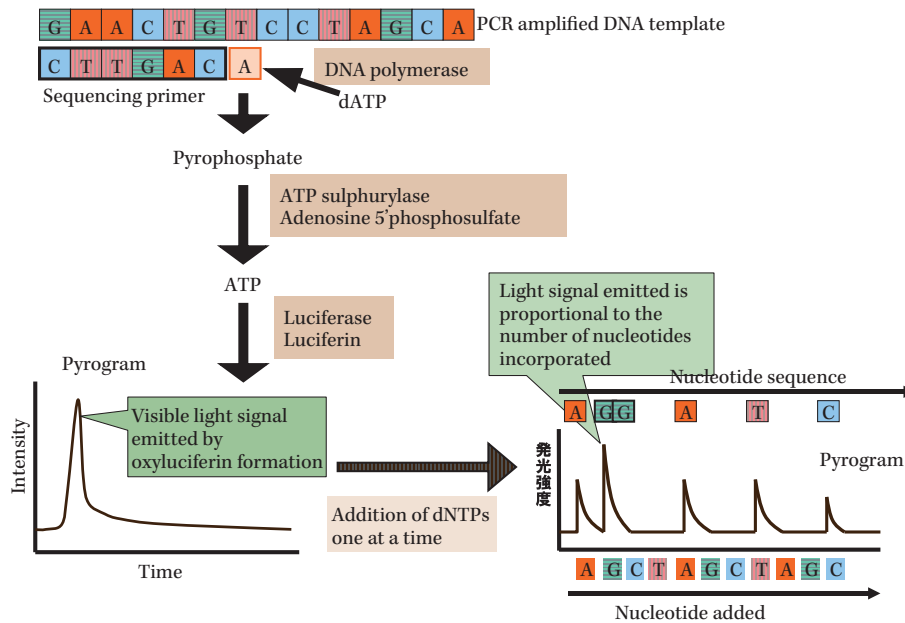 G A A C T G T C C T A G C A
PCR amplified DNA template
C T T G A C A
DNA polymerase
Sequencing primer
dATP
Pyrophosphate
ATP sulphurylase
Adenosine 5'phosphosulfate
ATP
Luciferase
Luciferin
Pyrogram
Intensity
Visible light signal
emitted by
oxyluciferin formation
Time
Addition of dNTPs
one at a time
Light signal emitted is
proportional to the
number of nucleotides
incorporated
Nucleotide sequence
A G G A T C
発光強度
Pyrogram
A G C T A G C T A G C
Nucleotide added